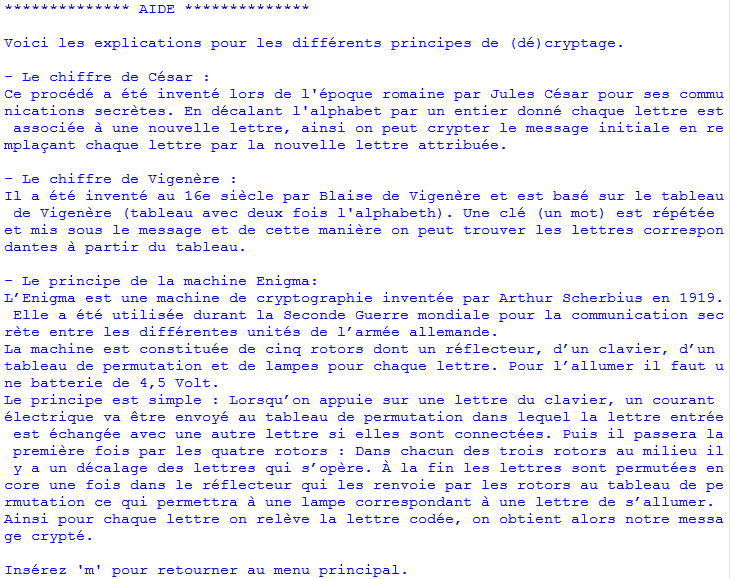 ************** AIDE **************
Voici les explications pour les différents principes de (dé)cryptage.
- Le chiffre de César :
Ce procédé a été inventé lors de l'époque romaine par Jules César pour ses commu
nications secrètes. En décalant l'alphabet par un entier donné chaque lettre est
associée à une nouvelle lettre, ainsi on peut crypter le message initiale en re
mplaçant chaque lettre par la nouvelle lettre attribuée.
- Le chiffre de Vigenère :
Il a été inventé au 16e siècle par Blaise de Vigenère et est basé sur le tableau
de Vigenère (tableau avec deux fois l'alphabeth). Une clé (un mot) est répétée
et mis sous le message et de cette manière on peut trouver les lettres correspon
dantes à partir du tableau.
- Le principe de la machine Enigma:
L’Enigma est une machine de cryptographie inventée par Arthur Scherbius en 1919.
Elle a été utilisée durant la Seconde Guerre mondiale pour la communication sec
rète entre les différentes unités de l’armée allemande.
La machine est constituée de cinq rotors dont un réflecteur, d’un clavier, d’un
tableau de permutation et de lampes pour chaque lettre. Pour l’allumer il faut u
ne batterie de 4,5 Volt.
Le principe est simple : Lorsqu’on appuie sur une lettre du clavier, un courant
électrique va être envoyé au tableau de permutation dans lequel la lettre entrée
est échangée avec une autre lettre si elles sont connectées. Puis il passera la
première fois par les quatre rotors : Dans chacun des trois rotors au milieu il
y a un décalage des lettres qui s’opère. À la fin les lettres sont permutées en
core une fois dans le réflecteur qui les renvoie par les rotors au tableau de pe
rmutation ce qui permettra à une lampe correspondant à une lettre de s’allumer.
Ainsi pour chaque lettre on relève la lettre codée, on obtient alors notre messa
ge crypté.
Insérez 'm' pour retourner au menu principal.